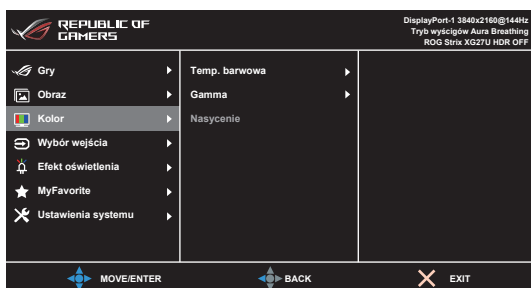 REPUBLIC OF
GAMERS
DisplayPort-1 3840x2160@144Hz
Tryb wyścigów Aura Breathing
ROG Strix XG27U HDR OFF
Gry
Obraz
Kolor
Wybór wejścia
Efekt oświetlenia
MyFavorite
Ustawienia systemu
Temp. barwowa
Gamma
Nasycenie
MOVE/ENTER
BACK
EXIT